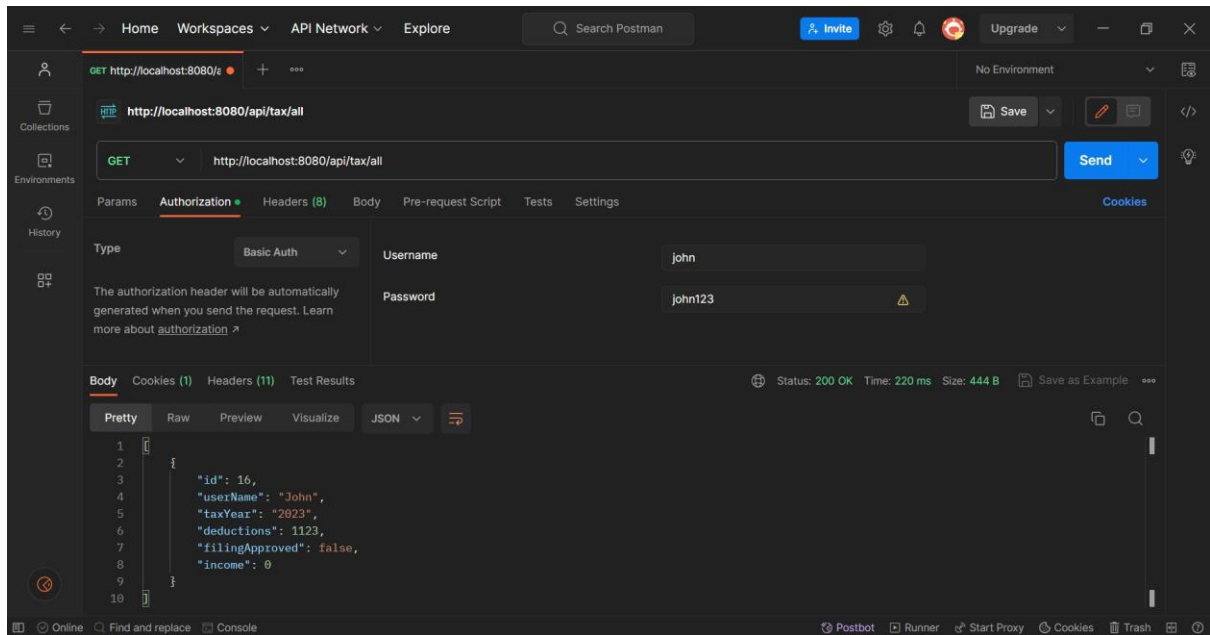 Home Workspaces API Network Explore Search Postman Invite Upgrade
GET http://localhost:8080/a No Environment
HTTP http://localhost:8080/api/tax/all Save
Collections
GET http://localhost:8080/api/tax/all Send
Environments
Params Authorization Headers (8) Body Pre-request Script Tests Settings Cookies
History
Type Basic Auth Username john
The authorization header will be automatically
generated when you send the request. Learn
more about authorization
Password john123
Body Cookies (1) Headers (11) Test Results Status: 200 OK Time: 220 ms Size: 444 B Save as Example
Pretty Raw Preview Visualize JSON
1 [
2 {
3 "id": 16,
4 "userName": "John",
5 "taxYear": "2023",
6 "deductions": 1123,
7 "filingApproved": false,
8 "income": 0
9 }
10 ]
Online Find and replace Console Postbot Runner Start Proxy Cookies Trash